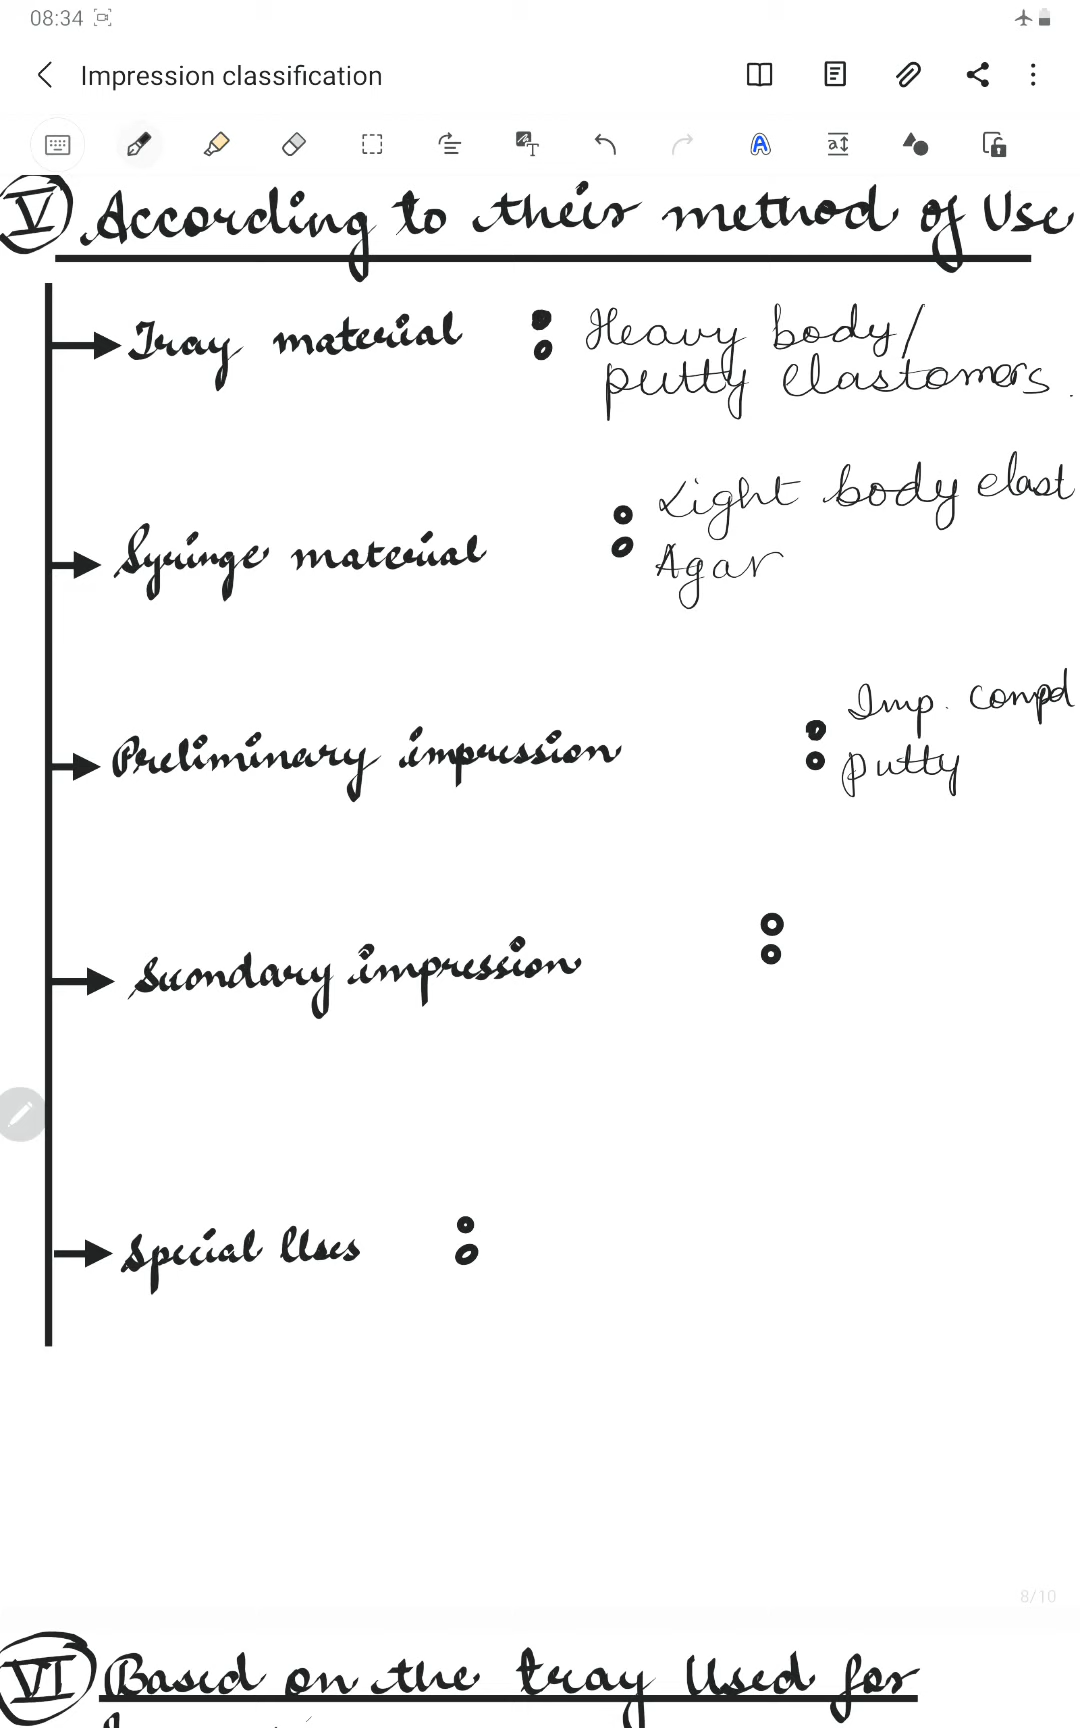 08:34
Impression classification
V According to their method of Use
Tray material : Heavy body/
putty elastomers.
Light body elast
Syringe material :
Agar
Imp. compd
Preliminary impression :
putty
Secondary impression :
Special Uses :
8/10
VI Based on the tray Used for